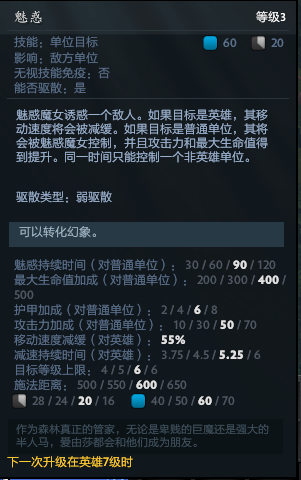 魅惑 等级3
技能：单位目标 60 20
影响：敌方单位
无视技能免疫：否
能否驱散：是
魅惑魔女诱惑一个敌人。如果目标是英雄，其移
动速度将会被减缓。如果目标是普通单位，其将
会被魅惑魔女控制，并且攻击力和最大生命值得
到提升。同一时间只能控制一个非英雄单位。
驱散类型：弱驱散
可以转化幻象。
魅惑持续时间（对普通单位）：30 / 60 / 90 / 120
最大生命值加成（对普通单位）：200 / 300 / 400 /
500
护甲加成（对普通单位）：2 / 4 / 6 / 8
攻击力加成（对普通单位）：10 / 30 / 50 / 70
移动速度减缓（对英雄）：55%
减速持续时间（对英雄）：3.75 / 4.5 / 5.25 / 6
目标等级上限：4 / 5 / 6 / 6
施法距离：500 / 550 / 600 / 650
28 / 24 / 20 / 16 40 / 50 / 60 / 70
作为森林真正的管家，无论是卑贱的巨魔还是强大的
半人马，爱由莎都会和他们成为朋友。
下一次升级在英雄7级时